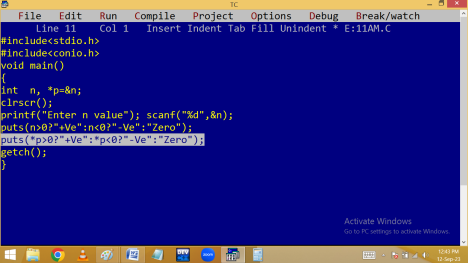 TC
File Edit Run Compile Project Options Debug Break/watch
Line 11 Col 1 Insert Indent Tab Fill Unindent * E:11AM.C
#include<stdio.h>
#include<conio.h>
void main()
{
int n, *p=&n;
clrscr();
printf("Enter n value"); scanf("%d",&n);
puts(n>0?"+Ve":n<0?"-Ve":"Zero");
puts(*p>0?"+Ve":*p<0?"-Ve":"Zero");
getch();
}
Activate Windows
Go to PC settings to activate Windows.
12:43 PM
12-Sep-23